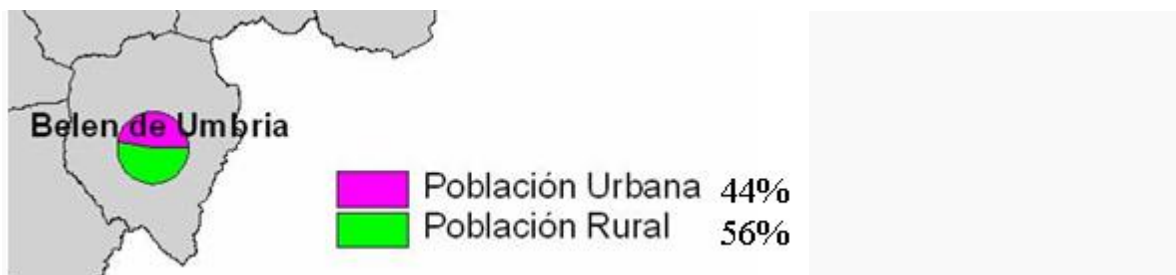 Belen de Umbria
Población Urbana 44%
Población Rural 56%